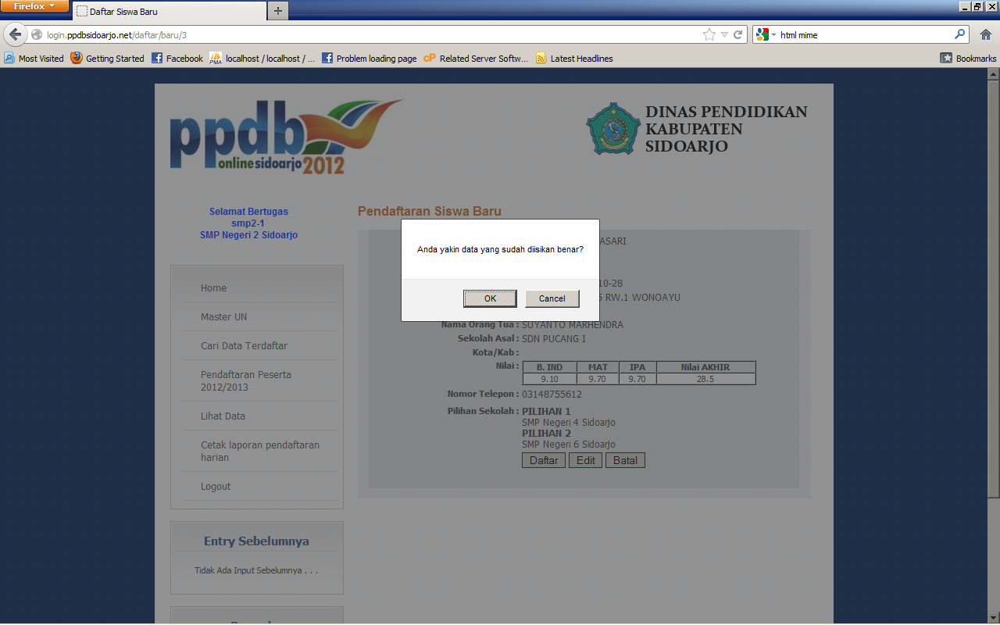 Firefox
Daftar Siswa Baru
login.ppdbsidoarjo.net/daftar/baru/3
html mime
Most Visited
Getting Started
Facebook
localhost / localhost / ...
Problem loading page
Related Server Softw...
Latest Headlines
Bookmarks
ppdb
onlinesidoarjo2012
DINAS PENDIDIKAN
KABUPATEN
SIDOARJO
Selamat Bertugas
smp2-1
SMP Negeri 2 Sidoarjo
Home
Master UN
Cari Data Terdaftar
Pendaftaran Peserta
2012/2013
Lihat Data
Cetak laporan pendaftaran
harian
Logout
Entry Sebelumnya
Tidak Ada Input Sebelumnya . . .
Pendaftaran Siswa Baru
ASARI
10-28
RW.1 WONOAYU
Anda yakin data yang sudah diisikan benar?
OK Cancel
Nama Orang Tua : SUYANTO MARHENDRA
Sekolah Asal : SDN PUCANG I
Kota/Kab :
Nilai : B. IND MAT IPA Nilai AKHIR
9.10 9.70 9.70 28.5
Nomor Telepon : 03148755612
Pilihan Sekolah : PILIHAN 1
SMP Negeri 4 Sidoarjo
PILIHAN 2
SMP Negeri 6 Sidoarjo
Daftar Edit Batal